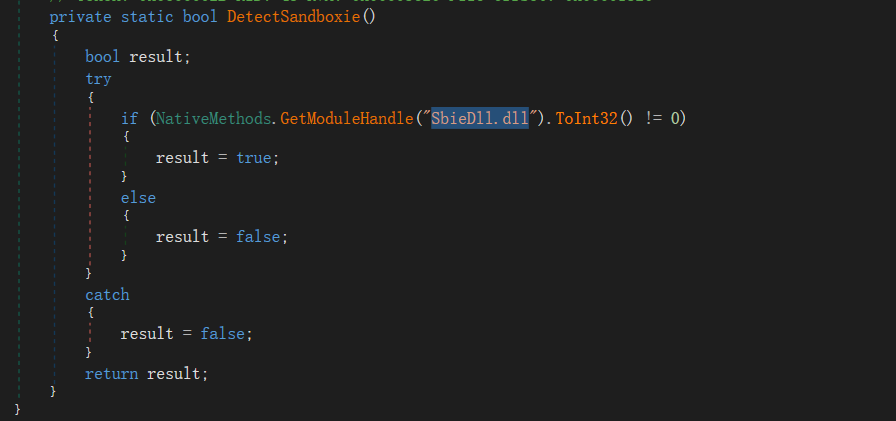 private static bool DetectSandboxie()
{
bool result;
try
{
if (NativeMethods.GetModuleHandle("SbieDll.dll").ToInt32() != 0)
{
result = true;
}
else
{
result = false;
}
}
catch
{
result = false;
}
return result;
}
}